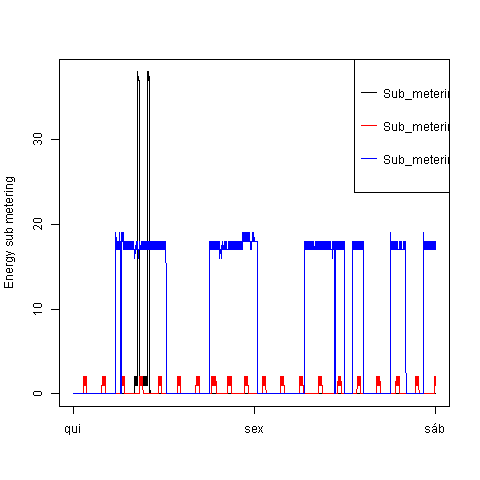 Sub_meterin
Sub_meterin
Sub_meterin
Energy sub metering
30
20
10
0
qui sex sáb